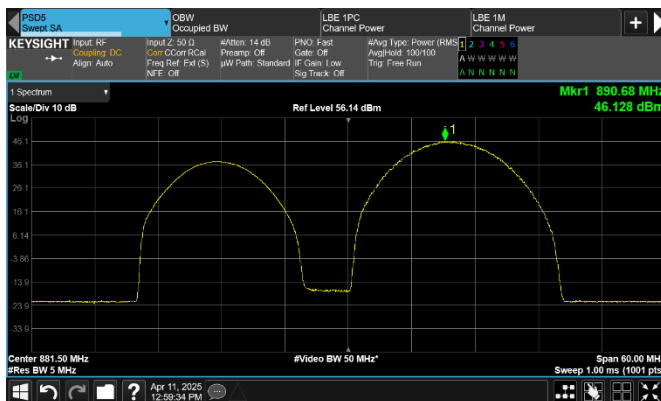 PSD5
Swept SA
OBW
Occupied BW
LBE 1PC
Channel Power
LBE 1M
Channel Power
+
KEYSIGHT
Input: RF
Coupling: DC
Align: Auto
Input Z: 50 Ω
Corr CCorr RCal
Freq Ref: Ext (S)
NFE: Off
#Atten: 14 dB
Preamp: Off
µW Path: Standard
PNO: Fast
Gate: Off
IF Gain: Low
Sig Track: Off
#Avg Type: Power (RMS
Avg|Hold: 100/100
Trig: Free Run
1 2 3 4 5 6
A W W W W W
A N N N N N
LXI
1 Spectrum
Scale/Div 10 dB
Log
Ref Level 56.14 dBm
Mkr1 890.68 MHz
46.128 dBm
1
46.1
36.1
26.1
16.1
6.14
-3.86
-13.9
-23.9
-33.9
Center 881.50 MHz
#Res BW 5 MHz
#Video BW 50 MHz*
Span 60.00 MH
Sweep 1.00 ms (1001 pts
?
Apr 11, 2025
12:59:34 PM